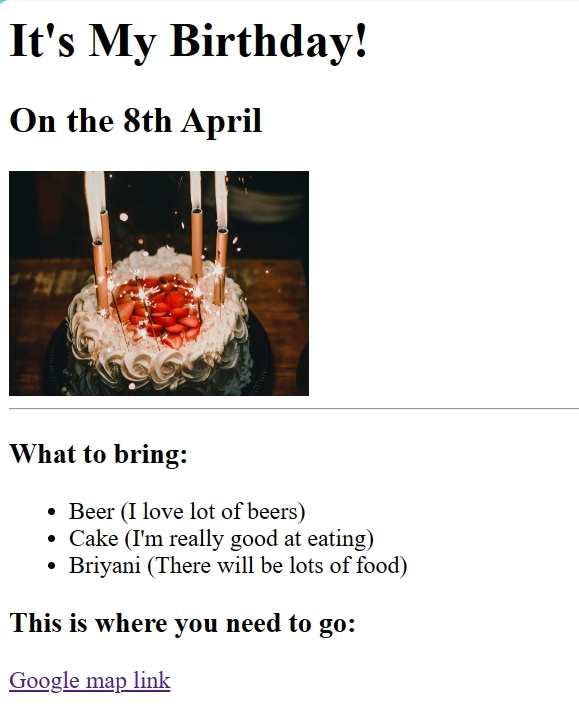 It's My Birthday!
On the 8th April
What to bring:
Beer (I love lot of beers)
Cake (I'm really good at eating)
Briyani (There will be lots of food)
This is where you need to go:
Google map link